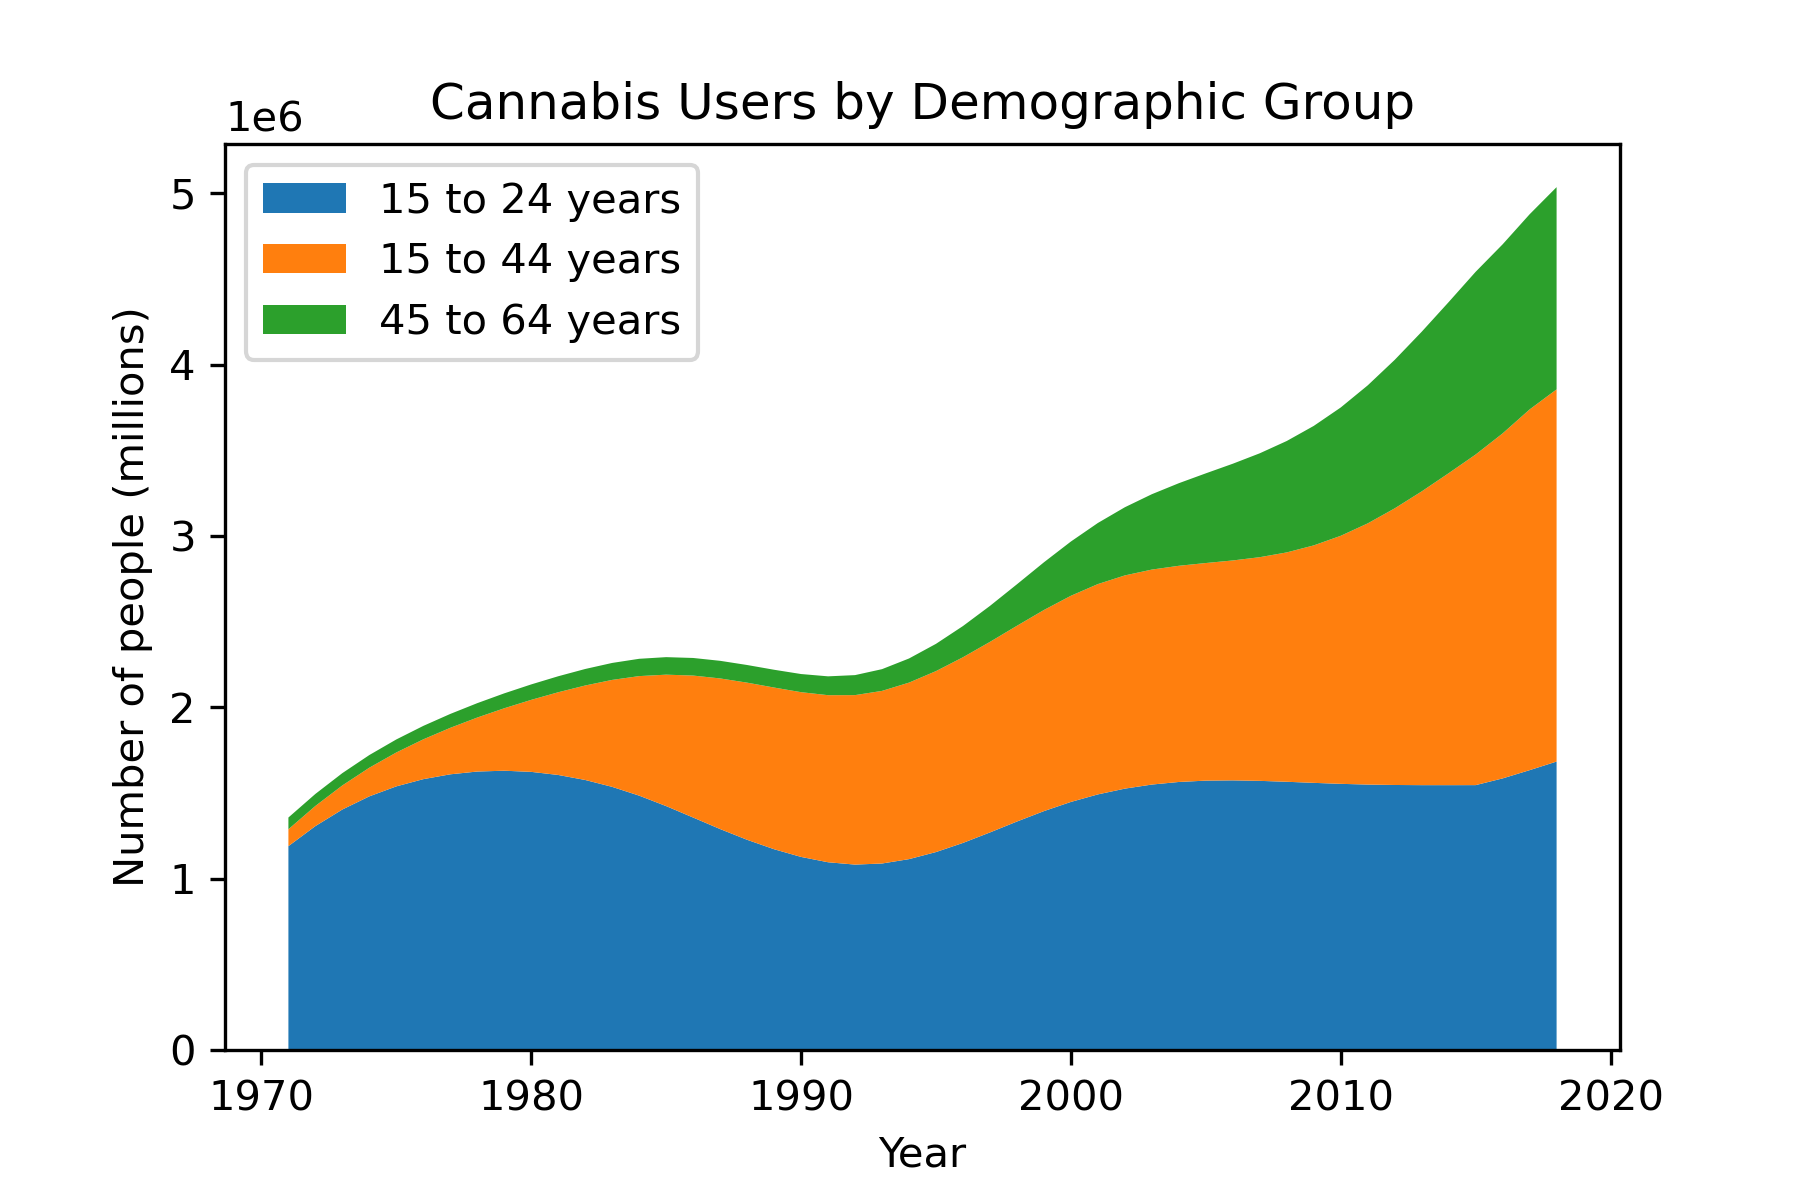 Cannabis Users by Demographic Group
1e6
15 to 24 years
15 to 44 years
45 to 64 years
5
4
3
2
1
0
Number of people (millions)
1970 1980 1990 2000 2010 2020
Year